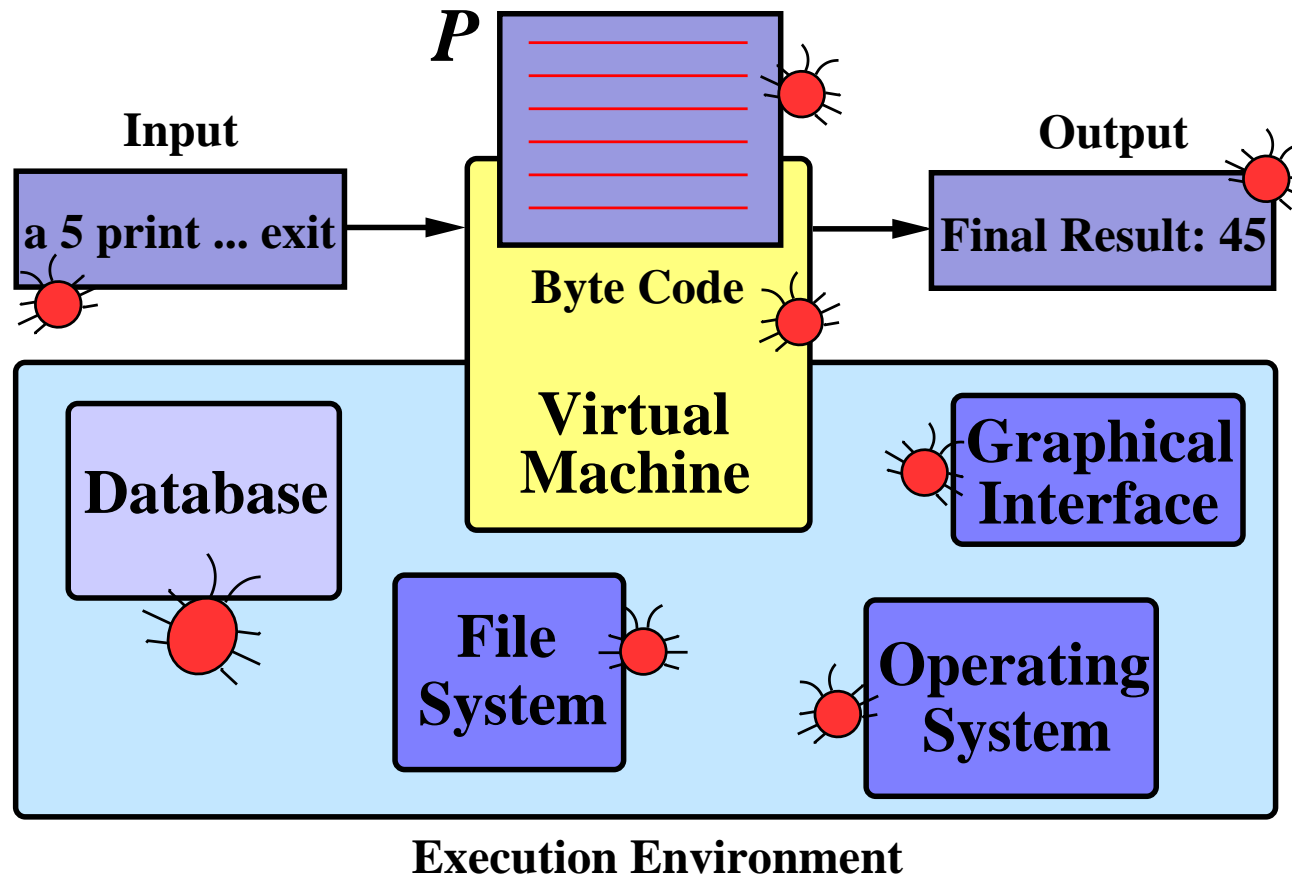 P
Input
Output
a 5 print ... exit
Final Result: 45
Byte Code
Virtual
Machine
Database
Graphical
Interface
File
System
Operating
System
Execution Environment